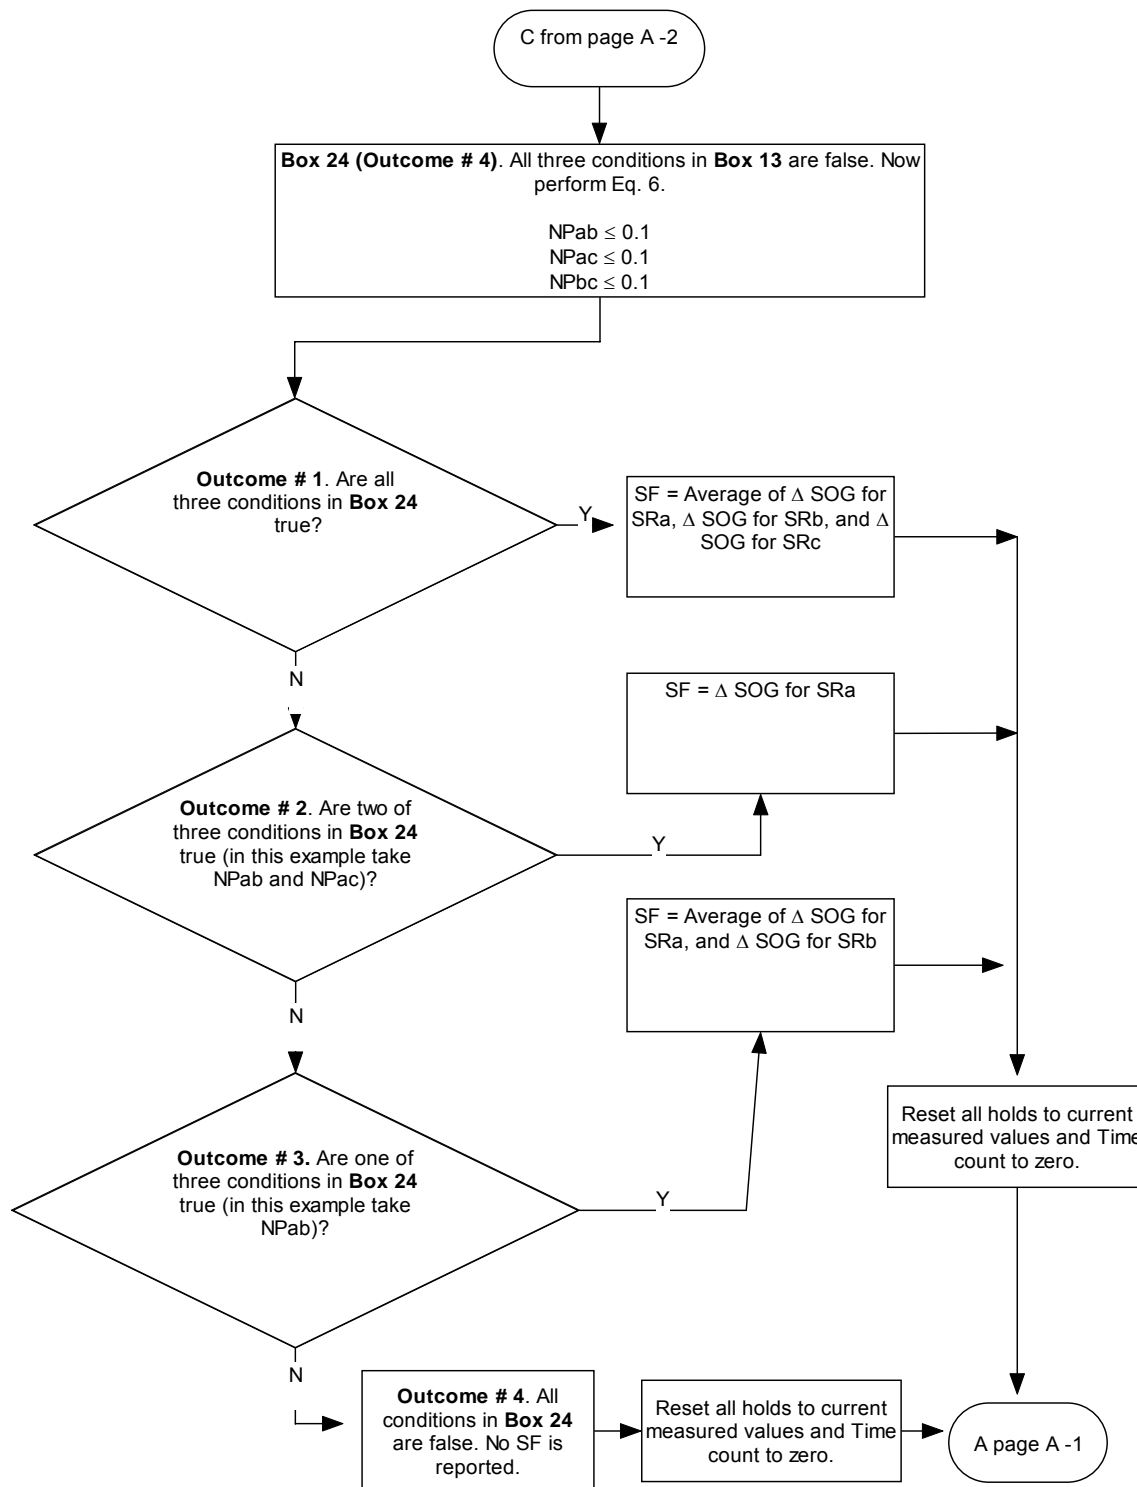 C from page A -2
Box 24 (Outcome # 4). All three conditions in Box 13 are false. Now
perform Eq. 6.
NPab ≤ 0.1
NPac ≤ 0.1
NPbc ≤ 0.1
Outcome # 1. Are all
three conditions in Box 24
true?
Y
SF = Average of Δ SOG for
SRa, Δ SOG for SRb, and Δ
SOG for SRc
N
SF = Δ SOG for SRa
Outcome # 2. Are two of
three conditions in Box 24
true (in this example take
NPab and NPac)?
Y
SF = Average of Δ SOG for
SRa, and Δ SOG for SRb
N
Reset all holds to current
measured values and Time
count to zero.
Outcome # 3. Are one of
three conditions in Box 24
true (in this example take
NPab)?
Y
N
Outcome # 4. All
conditions in Box 24
are false. No SF is
reported.
Reset all holds to current
measured values and Time
count to zero.
A page A -1